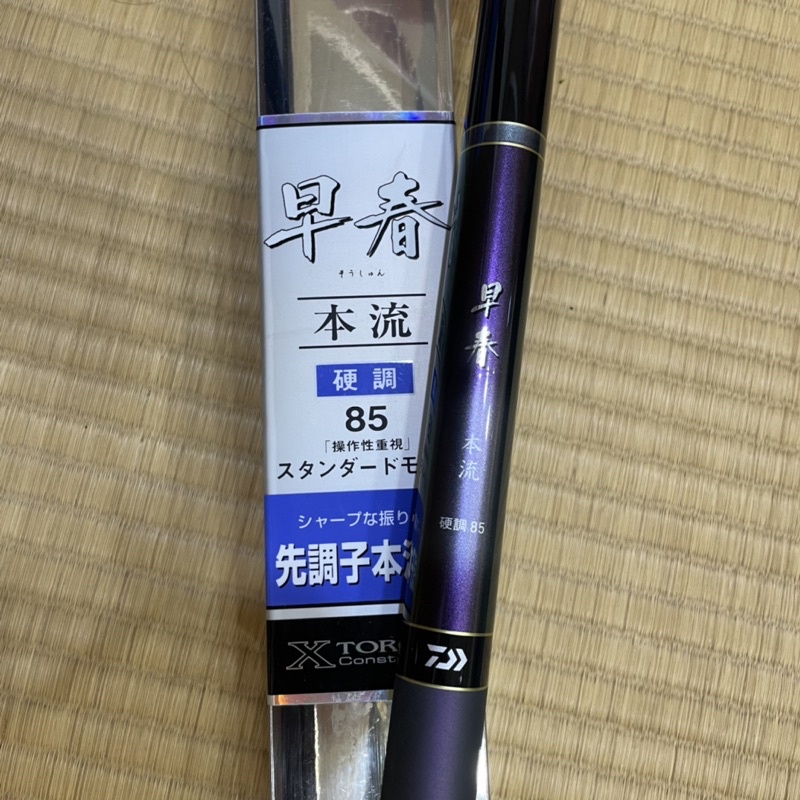 早春
そうしゅん
本流
硬調
85
「操作性重視」
スタンダードモ
シャープな振り
先調子本流
X TOR
Const
早春
本流
硬調 85